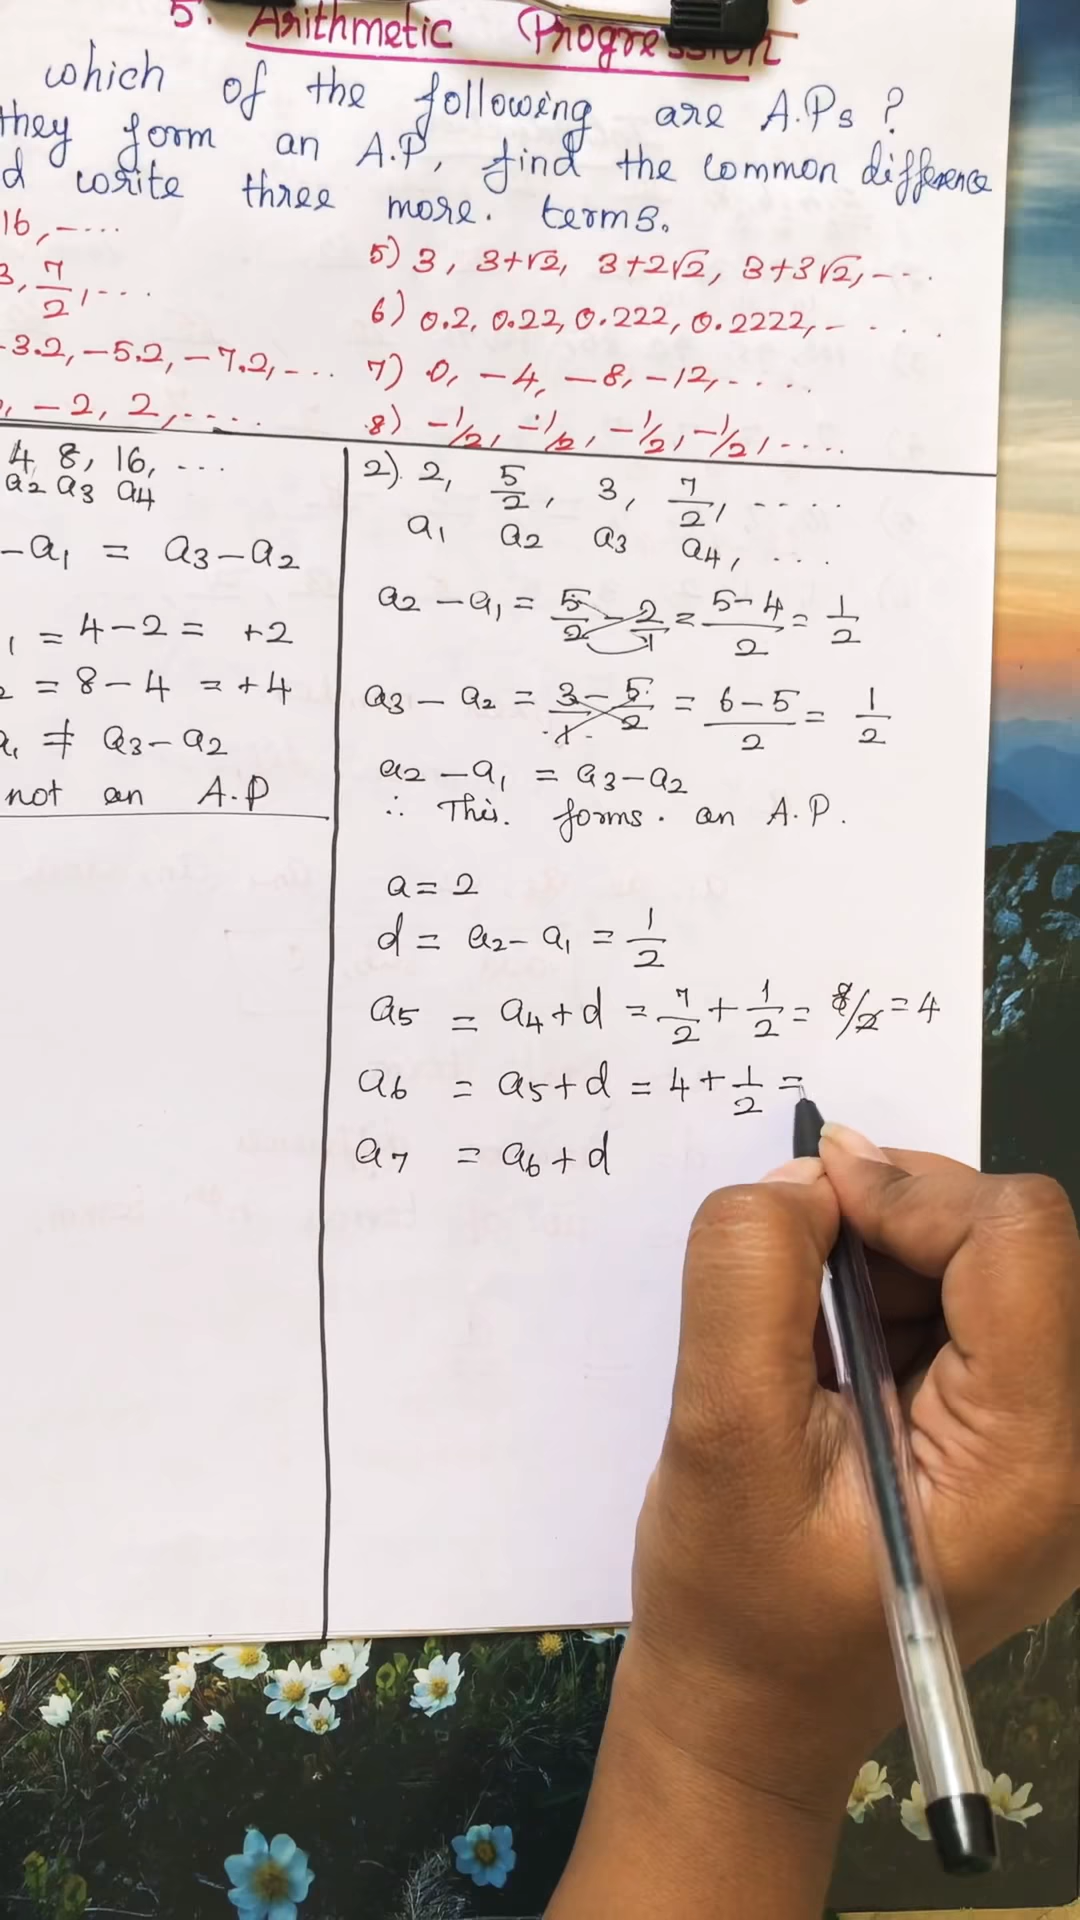 5. Arithmetic Progression
which of the following are A.Ps ?
they form an A.P, find the common difference
d write three more. terms.
16, ....
3, 7/2, ...
-3.2, -5.2, -7.2, ...
, -2, 2, ....
5) 3, 3+√2, 3+2√2, 3+3√2, ...
6) 0.2, 0.22, 0.222, 0.2222, ....
7) 0, -4, -8, -12, ....
8) -1/2, -1/2, -1/2, -1/2, ....
4, 8, 16, ...
a2 a3 a4
-a1 = a3-a2
1 = 4-2 = +2
2 = 8-4 = +4
a1 ≠ a3-a2
not an A.P
2). 2, 5/2, 3, 7/2, ....
a1 a2 a3 a4, ...
a2-a1 = 5/2 - 2/1 = 5-4/2 = 1/2
a3-a2 = 3/1 - 5/2 = 6-5/2 = 1/2
a2-a1 = a3-a2
∴ This. forms. an A.P.
a = 2
d = a2-a1 = 1/2
a5 = a4+d = 7/2 + 1/2 = 8/2 = 4
a6 = a5+d = 4+1/2 =
a7 = a6+d